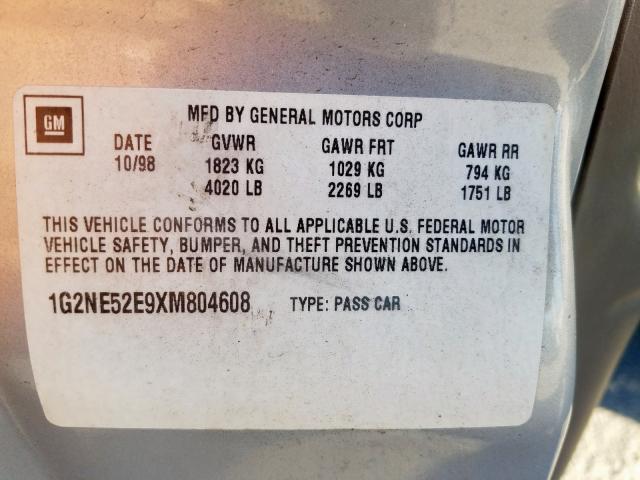 GM
MFD BY GENERAL MOTORS CORP
DATE GVWR GAWR FRT GAWR RR
10/98 1823 KG 1029 KG 794 KG
4020 LB 2269 LB 1751 LB
THIS VEHICLE CONFORMS TO ALL APPLICABLE U.S. FEDERAL MOTOR
VEHICLE SAFETY, BUMPER, AND THEFT PREVENTION STANDARDS IN
EFFECT ON THE DATE OF MANUFACTURE SHOWN ABOVE.
1G2NE52E9XM804608 TYPE: PASS CAR